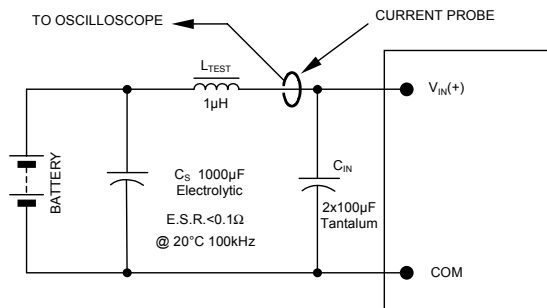 TO OSCILLOSCOPE
CURRENT PROBE
LTEST
1μH
VIN(+)
BATTERY
CS 1000μF
Electrolytic
E.S.R.<0.1Ω
@ 20°C 100kHz
CIN
2x100μF
Tantalum
COM